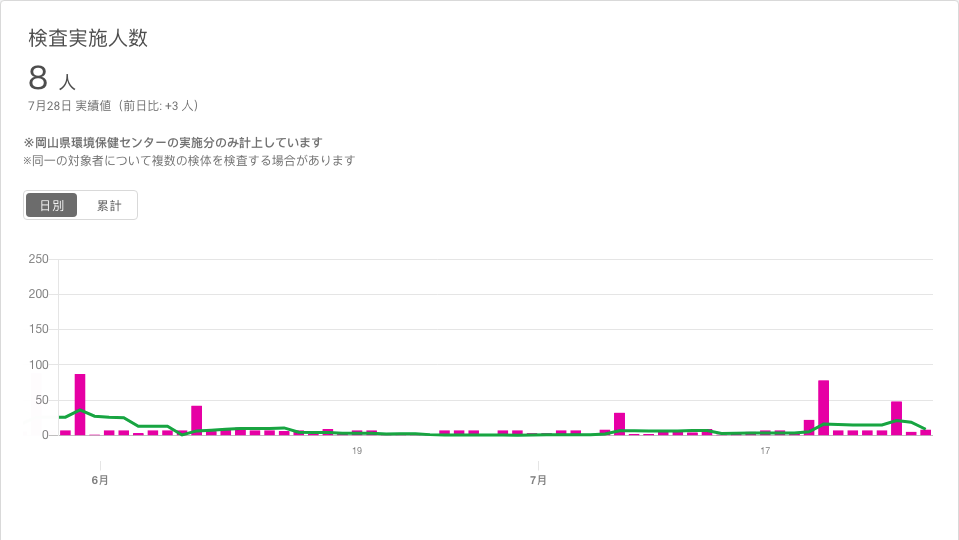 検査実施人数
8 人
7月28日 実績値（前日比: +3 人）
※岡山県環境保健センターの実施分のみ計上しています
※同一の対象者について複数の検体を検査する場合があります
日別 累計
250
200
150
100
50
0
19 17
6月 7月